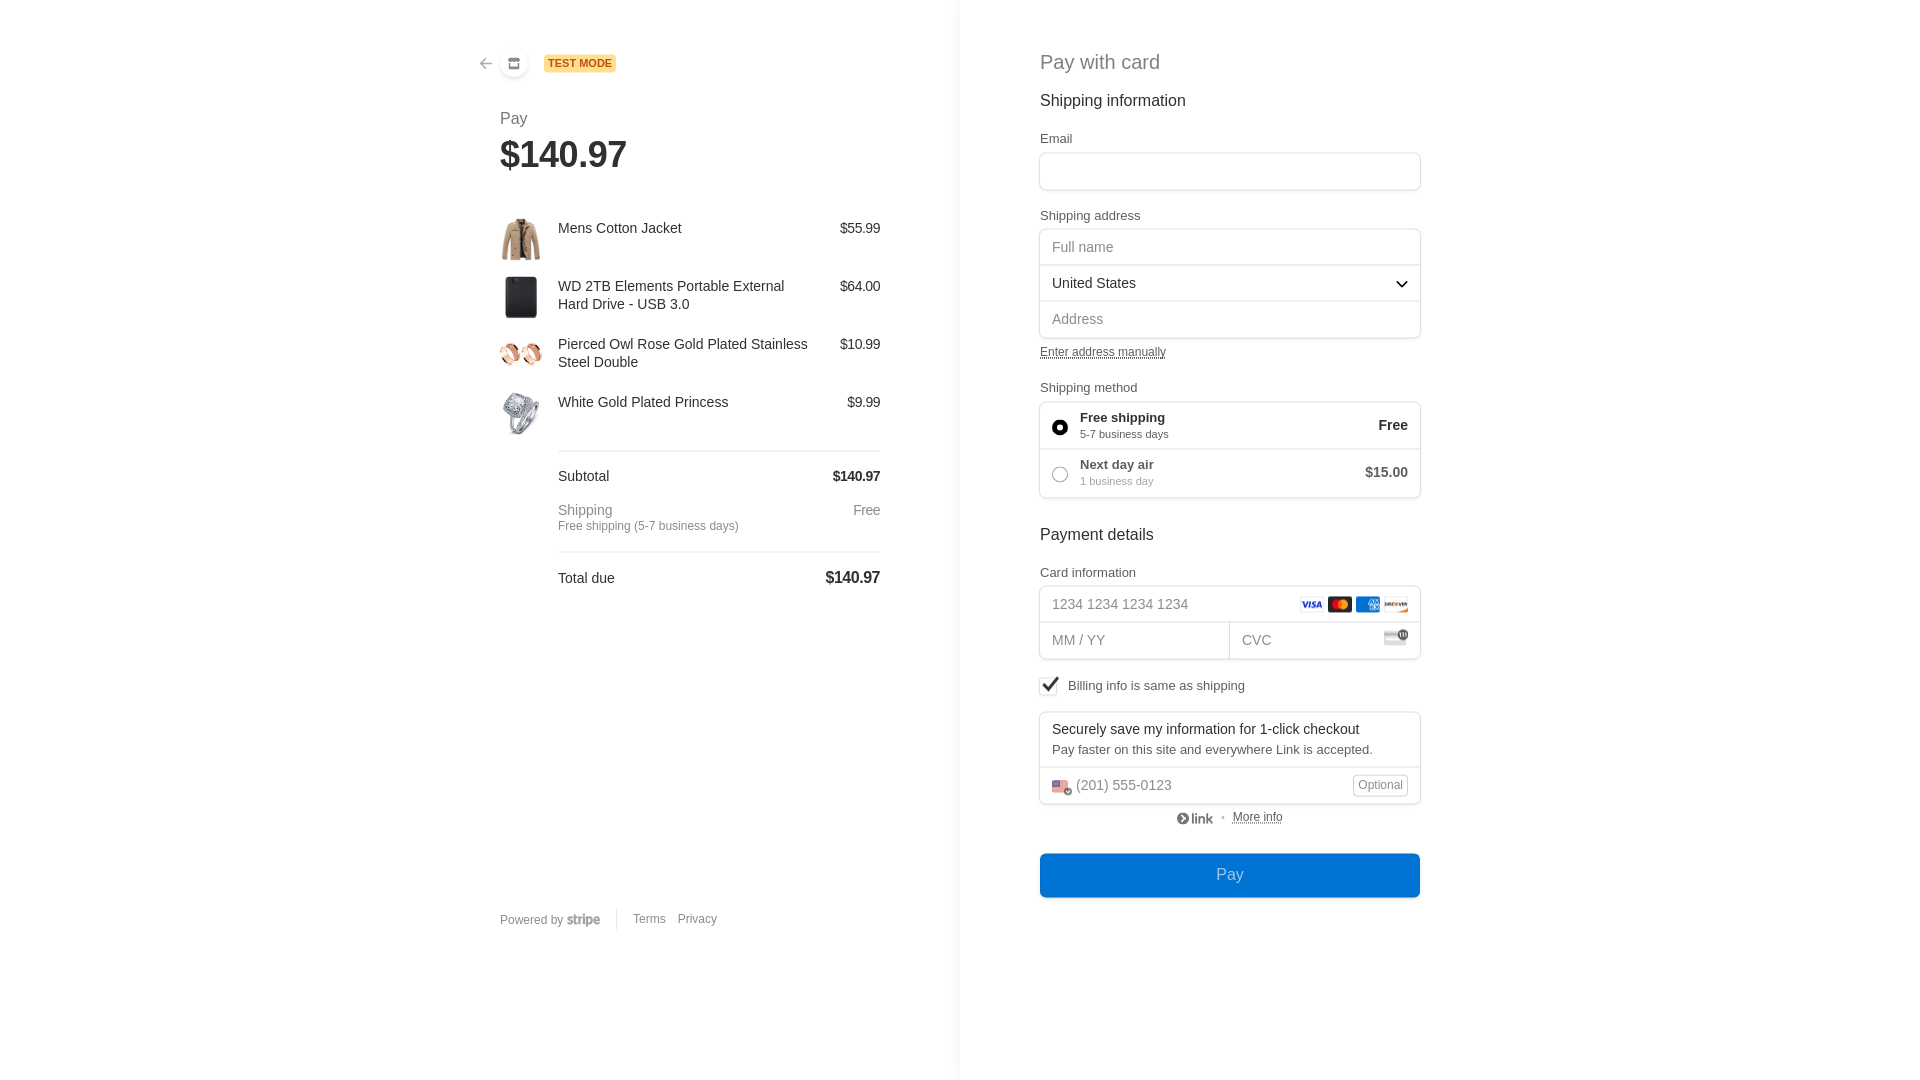 TEST MODE
Pay
$140.97
Mens Cotton Jacket $55.99
WD 2TB Elements Portable External $64.00
Hard Drive - USB 3.0
Pierced Owl Rose Gold Plated Stainless $10.99
Steel Double
White Gold Plated Princess $9.99
Subtotal $140.97
Shipping Free
Free shipping (5-7 business days)
Total due $140.97
Powered by stripe Terms Privacy
Pay with card
Shipping information
Email
Shipping address
Full name
United States
Address
Enter address manually
Shipping method
Free shipping Free
5-7 business days
Next day air $15.00
1 business day
Payment details
Card information
1234 1234 1234 1234 VISA AMEX DISCOVER
MM / YY CVC
Billing info is same as shipping
Securely save my information for 1-click checkout
Pay faster on this site and everywhere Link is accepted.
(201) 555-0123 Optional
link • More info
Pay